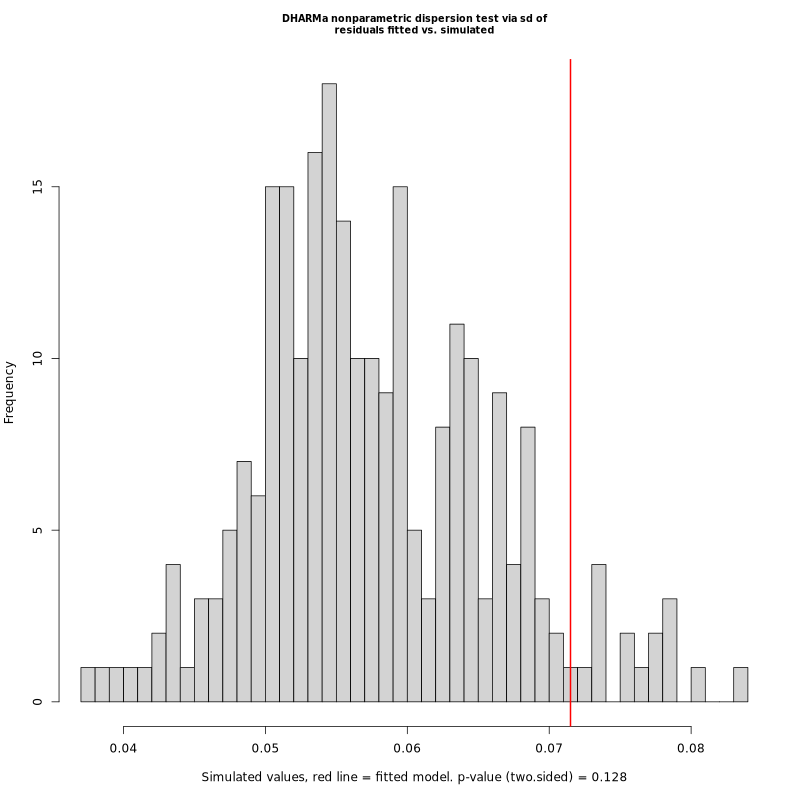 DHARMa nonparametric dispersion test via sd of
residuals fitted vs. simulated
Frequency
15
10
5
0
0.04 0.05 0.06 0.07 0.08
Simulated values, red line = fitted model. p-value (two.sided) = 0.128